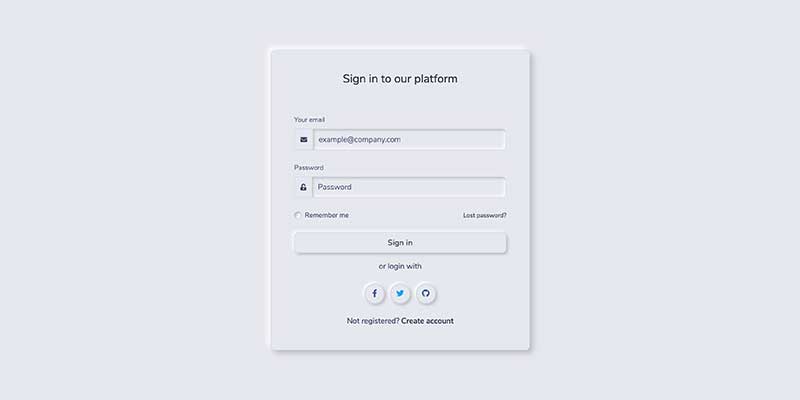 Sign in to our platform
Your email
example@company.com
Password
Password
Remember me Lost password?
Sign in
or login with
Not registered? Create account